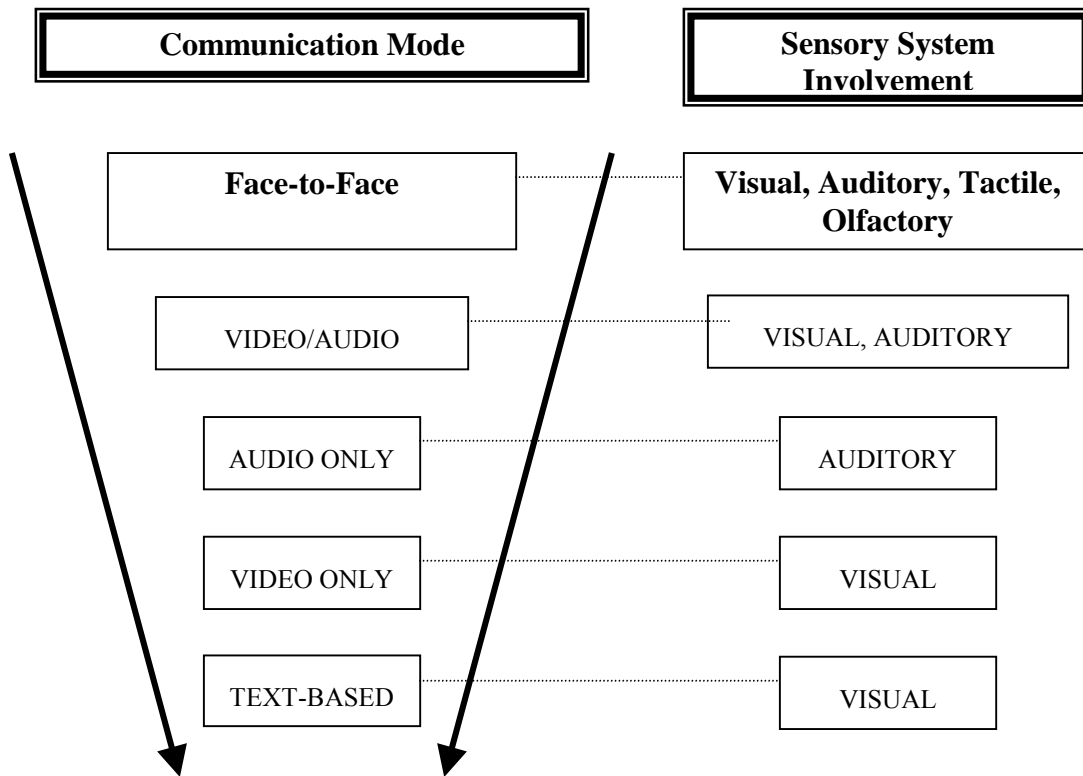 Communication Mode
Sensory System
Involvement
Face-to-Face
Visual, Auditory, Tactile,
Olfactory
VIDEO/AUDIO
VISUAL, AUDITORY
AUDIO ONLY
AUDITORY
VIDEO ONLY
VISUAL
TEXT-BASED
VISUAL